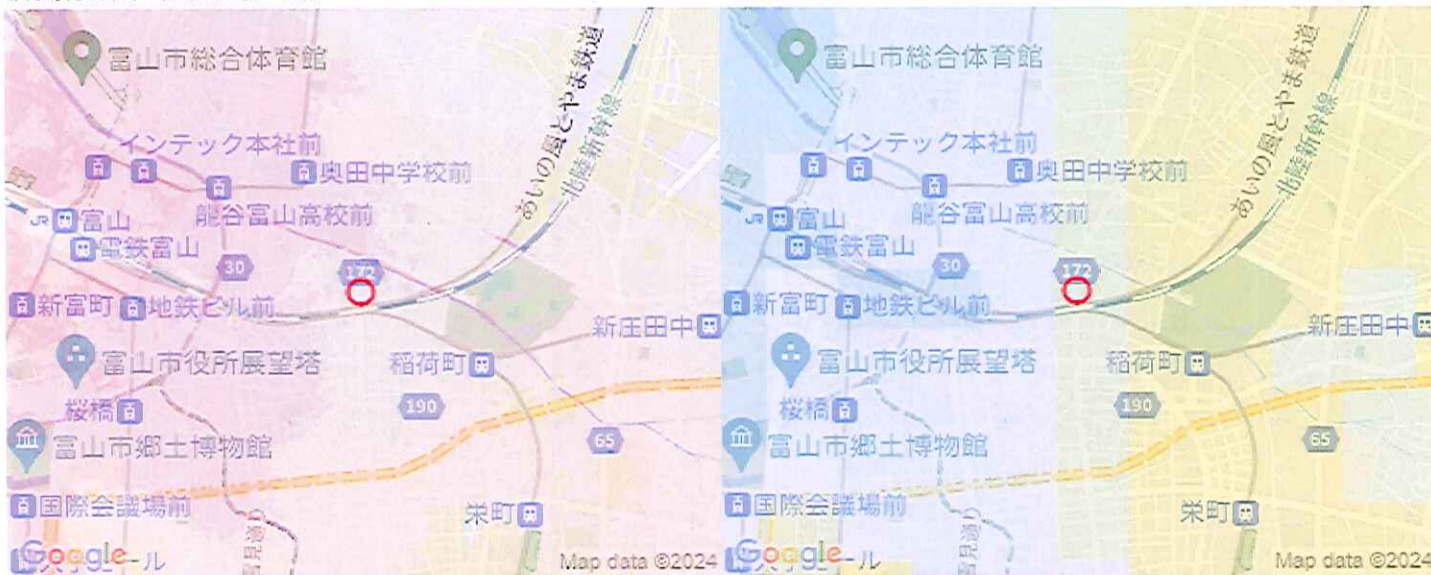 富山市総合体育館
インテック本社前
奥田中学校前
龍谷富山高校前
JR 富山
電鉄富山
30
172
新富町
地鉄ビル前
あいの風とやま鉄道
北陸新幹線
新庄田中
稲荷町
富山市役所展望塔
桜橋
190
65
富山市郷土博物館
国際会議場前
栄町
Google
Map data ©2024
富山市総合体育館
インテック本社前
奥田中学校前
龍谷富山高校前
JR 富山
電鉄富山
30
172
新富町
地鉄ビル前
あいの風とやま鉄道
北陸新幹線
新庄田中
稲荷町
富山市役所展望塔
桜橋
190
65
富山市郷土博物館
国際会議場前
栄町
Google
Map data ©2024